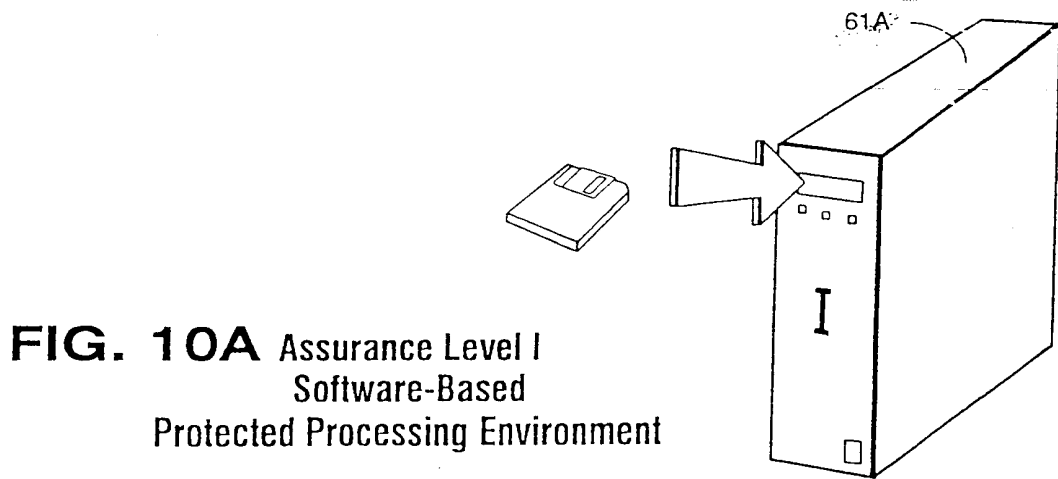 61A
I
FIG. 10A Assurance Level I
Software-Based
Protected Processing Environment